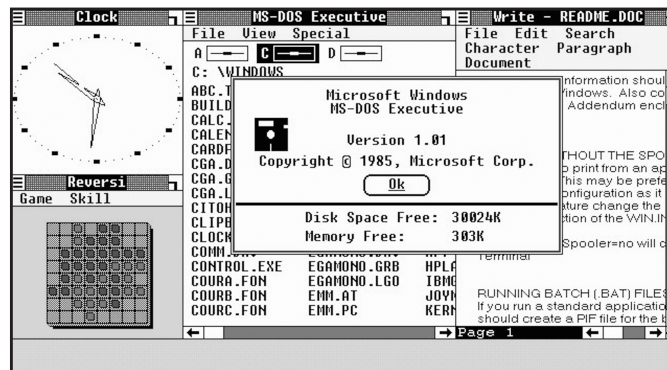 Clock
MS-DOS Executive
File View Special
A C D
C: \WINDOWS
ABC.T
BUILD
CALC.
CALEN
CARDF
CGA.D
CGA.G
CGA.L
CITOH
CLIPB
CLOCK
CONTROL.EXE EGAMONO.GRB HPLA
COURA.FON EGAMONO.LGO IBMG
COURB.FON EMM.AT JOYM
COURC.FON EMM.PC KERN
Microsoft Windows
MS-DOS Executive
Version 1.01
Copyright © 1985, Microsoft Corp.
Ok
Disk Space Free: 30024K
Memory Free: 303K
Reversi
Game Skill
Write - README.DOC
File Edit Search
Character Paragraph
Document
nformation shoul
Windows. Also co
Addendum encl
THOUT THE SPO
o print from an ap
This may be prefe
onfiguration as it
ature change the
ction of the WIN.IN
Spooler=no will c
Terminal
RUNNING BATCH (.BAT) FILES
If you run a standard applicatio
should create a PIF file for the b
Page 1